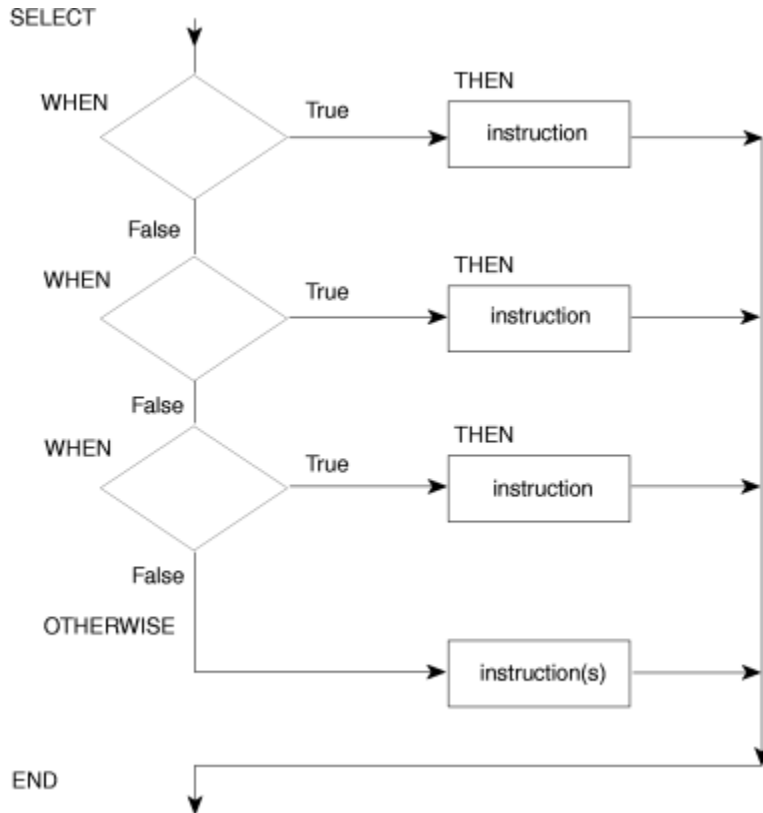 SELECT
WHEN
True
THEN
instruction
False
WHEN
True
THEN
instruction
False
WHEN
True
THEN
instruction
False
OTHERWISE
instruction(s)
END